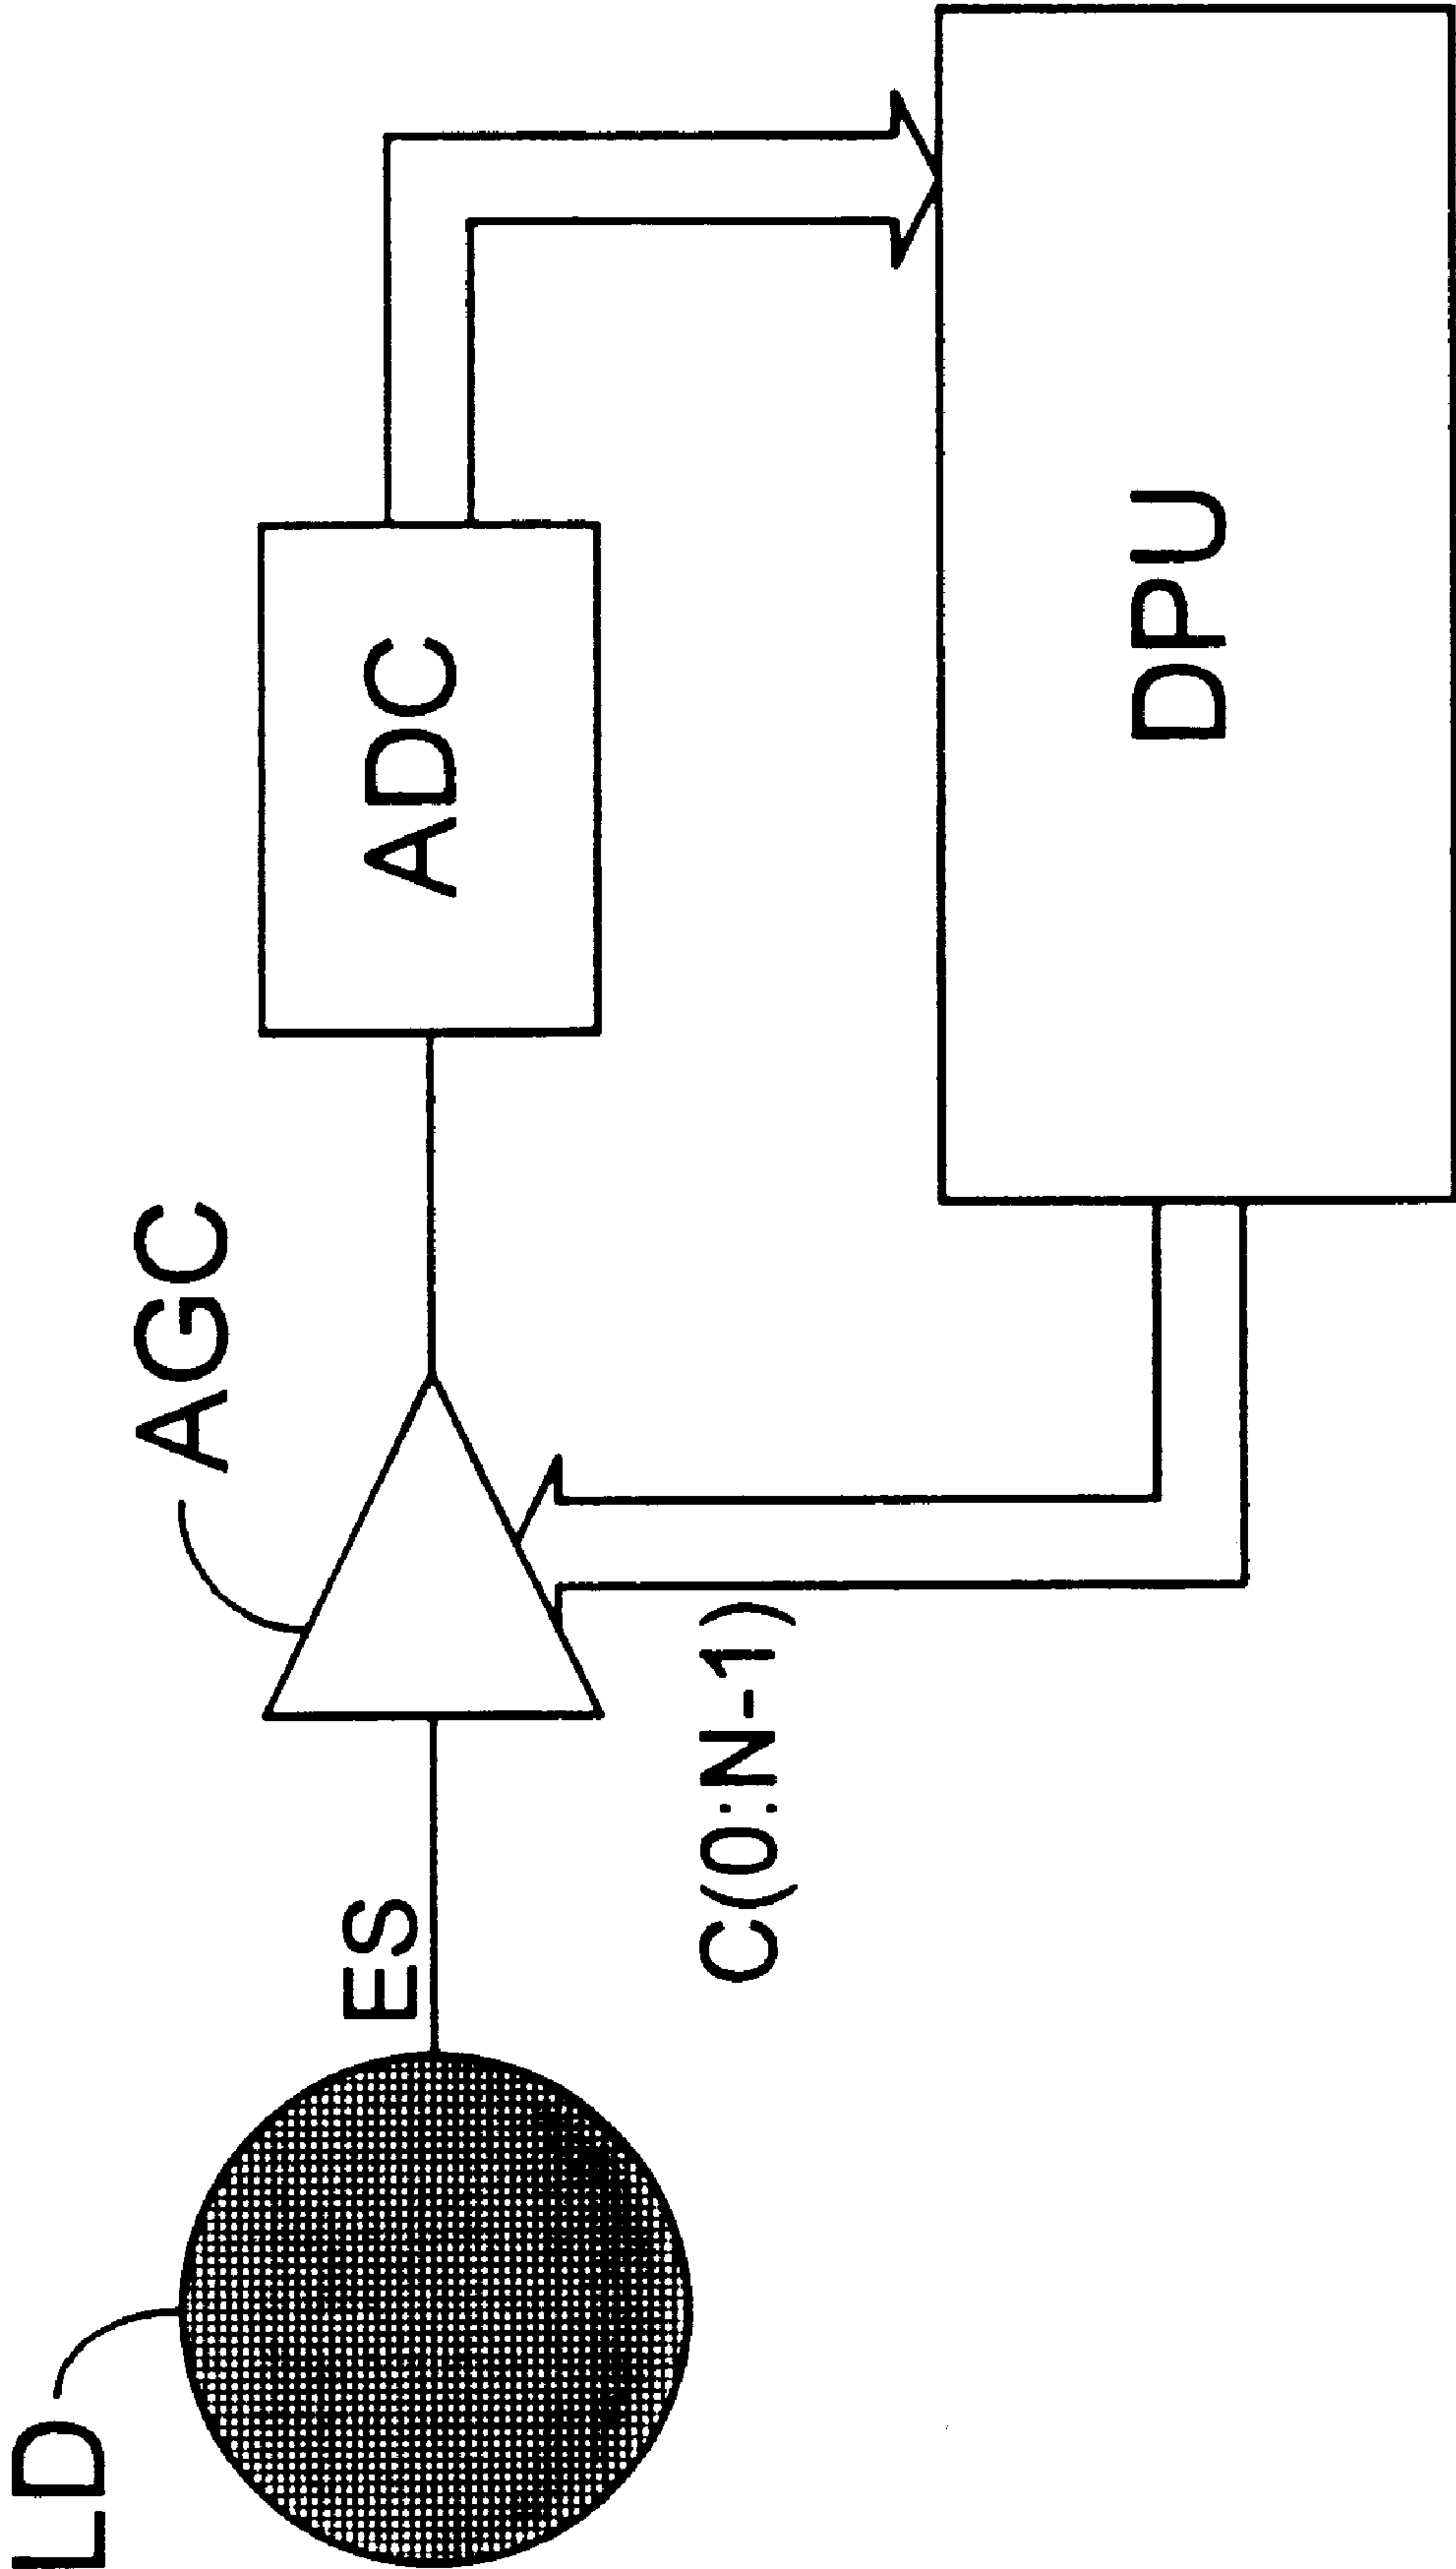 LD
ES
AGC
C(0:N-1)
ADC
DPU